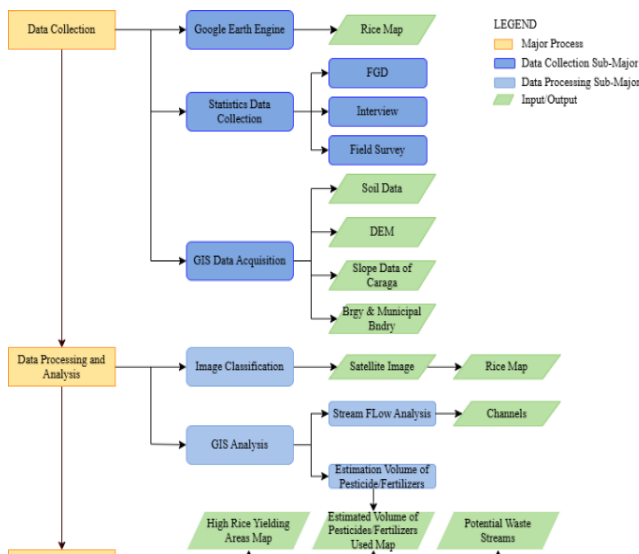 LEGEND
Major Process
Data Collection Sub-Major
Data Processing Sub-Major
Input/Output
Data Collection
Google Earth Engine
Rice Map
Statistics Data
Collection
FGD
Interview
Field Survey
GIS Data Acquisition
Soil Data
DEM
Slope Data of
Caraga
Brgy & Municipal
Bndry
Data Processing and
Analysis
Image Classification
Satellite Image
Rice Map
GIS Analysis
Stream FLow Analysis
Channels
Estimation Volume of
Pesticide/Fertilizers
High Rice Yielding
Areas Map
Estimated Volume of
Pesticides/Fertilizers
Used Map
Potential Waste
Streams